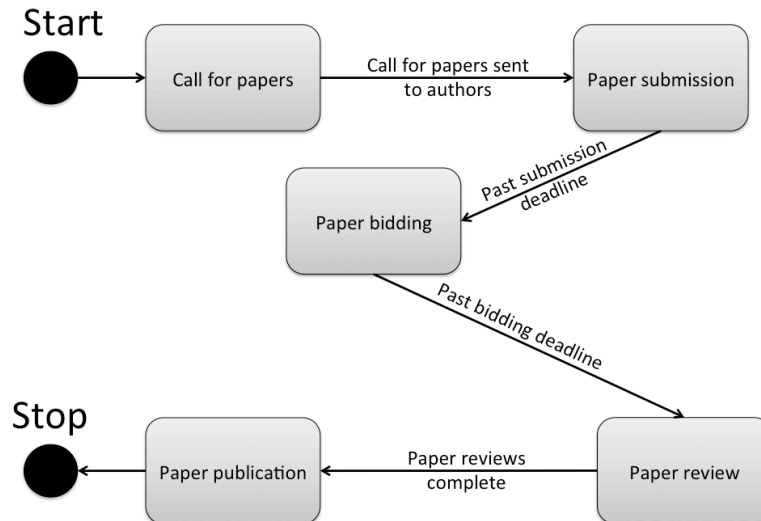 Start
Call for papers
Call for papers sent
to authors
Paper submission
Past submission
deadline
Paper bidding
Past bidding deadline
Stop
Paper publication
Paper reviews
complete
Paper review